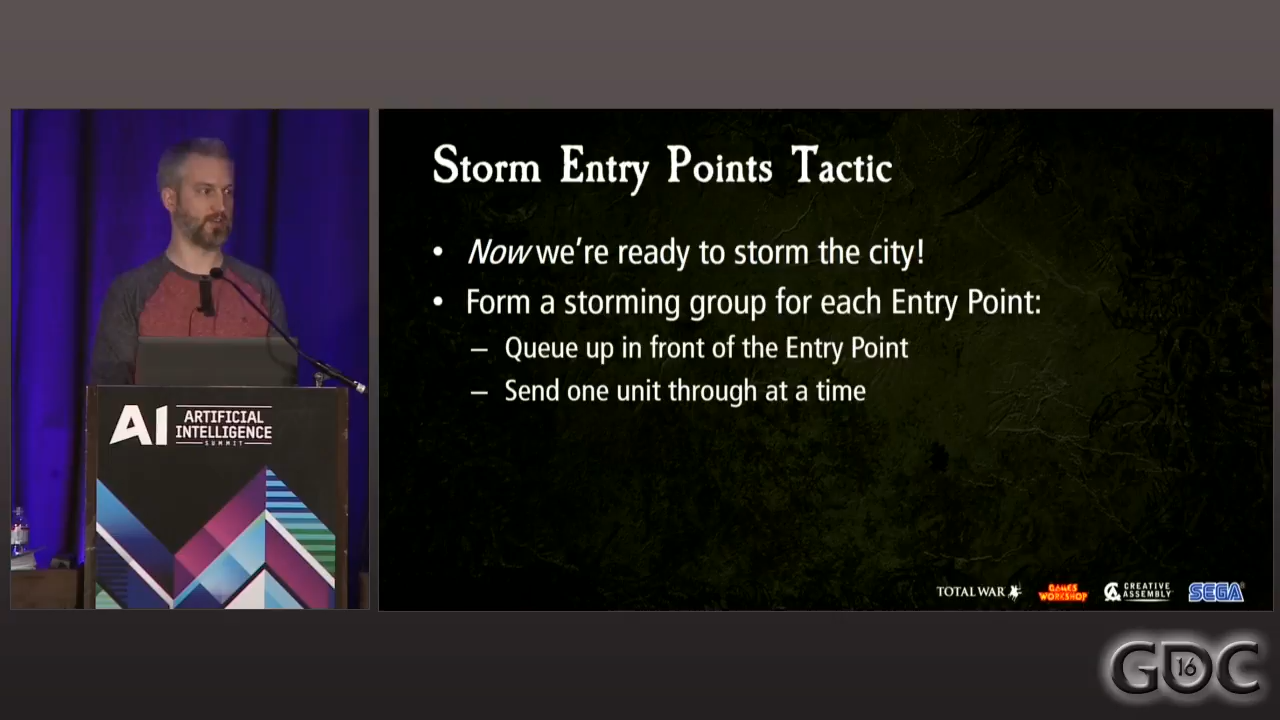 Storm Entry Points Tactic
• Now we're ready to storm the city!
• Form a storming group for each Entry Point:
– Queue up in front of the Entry Point
– Send one unit through at a time
AI ARTIFICIAL
INTELLIGENCE
SUMMIT
TOTAL WAR
GAMES
WORKSHOP
CREATIVE
ASSEMBLY
SEGA
GDC
16